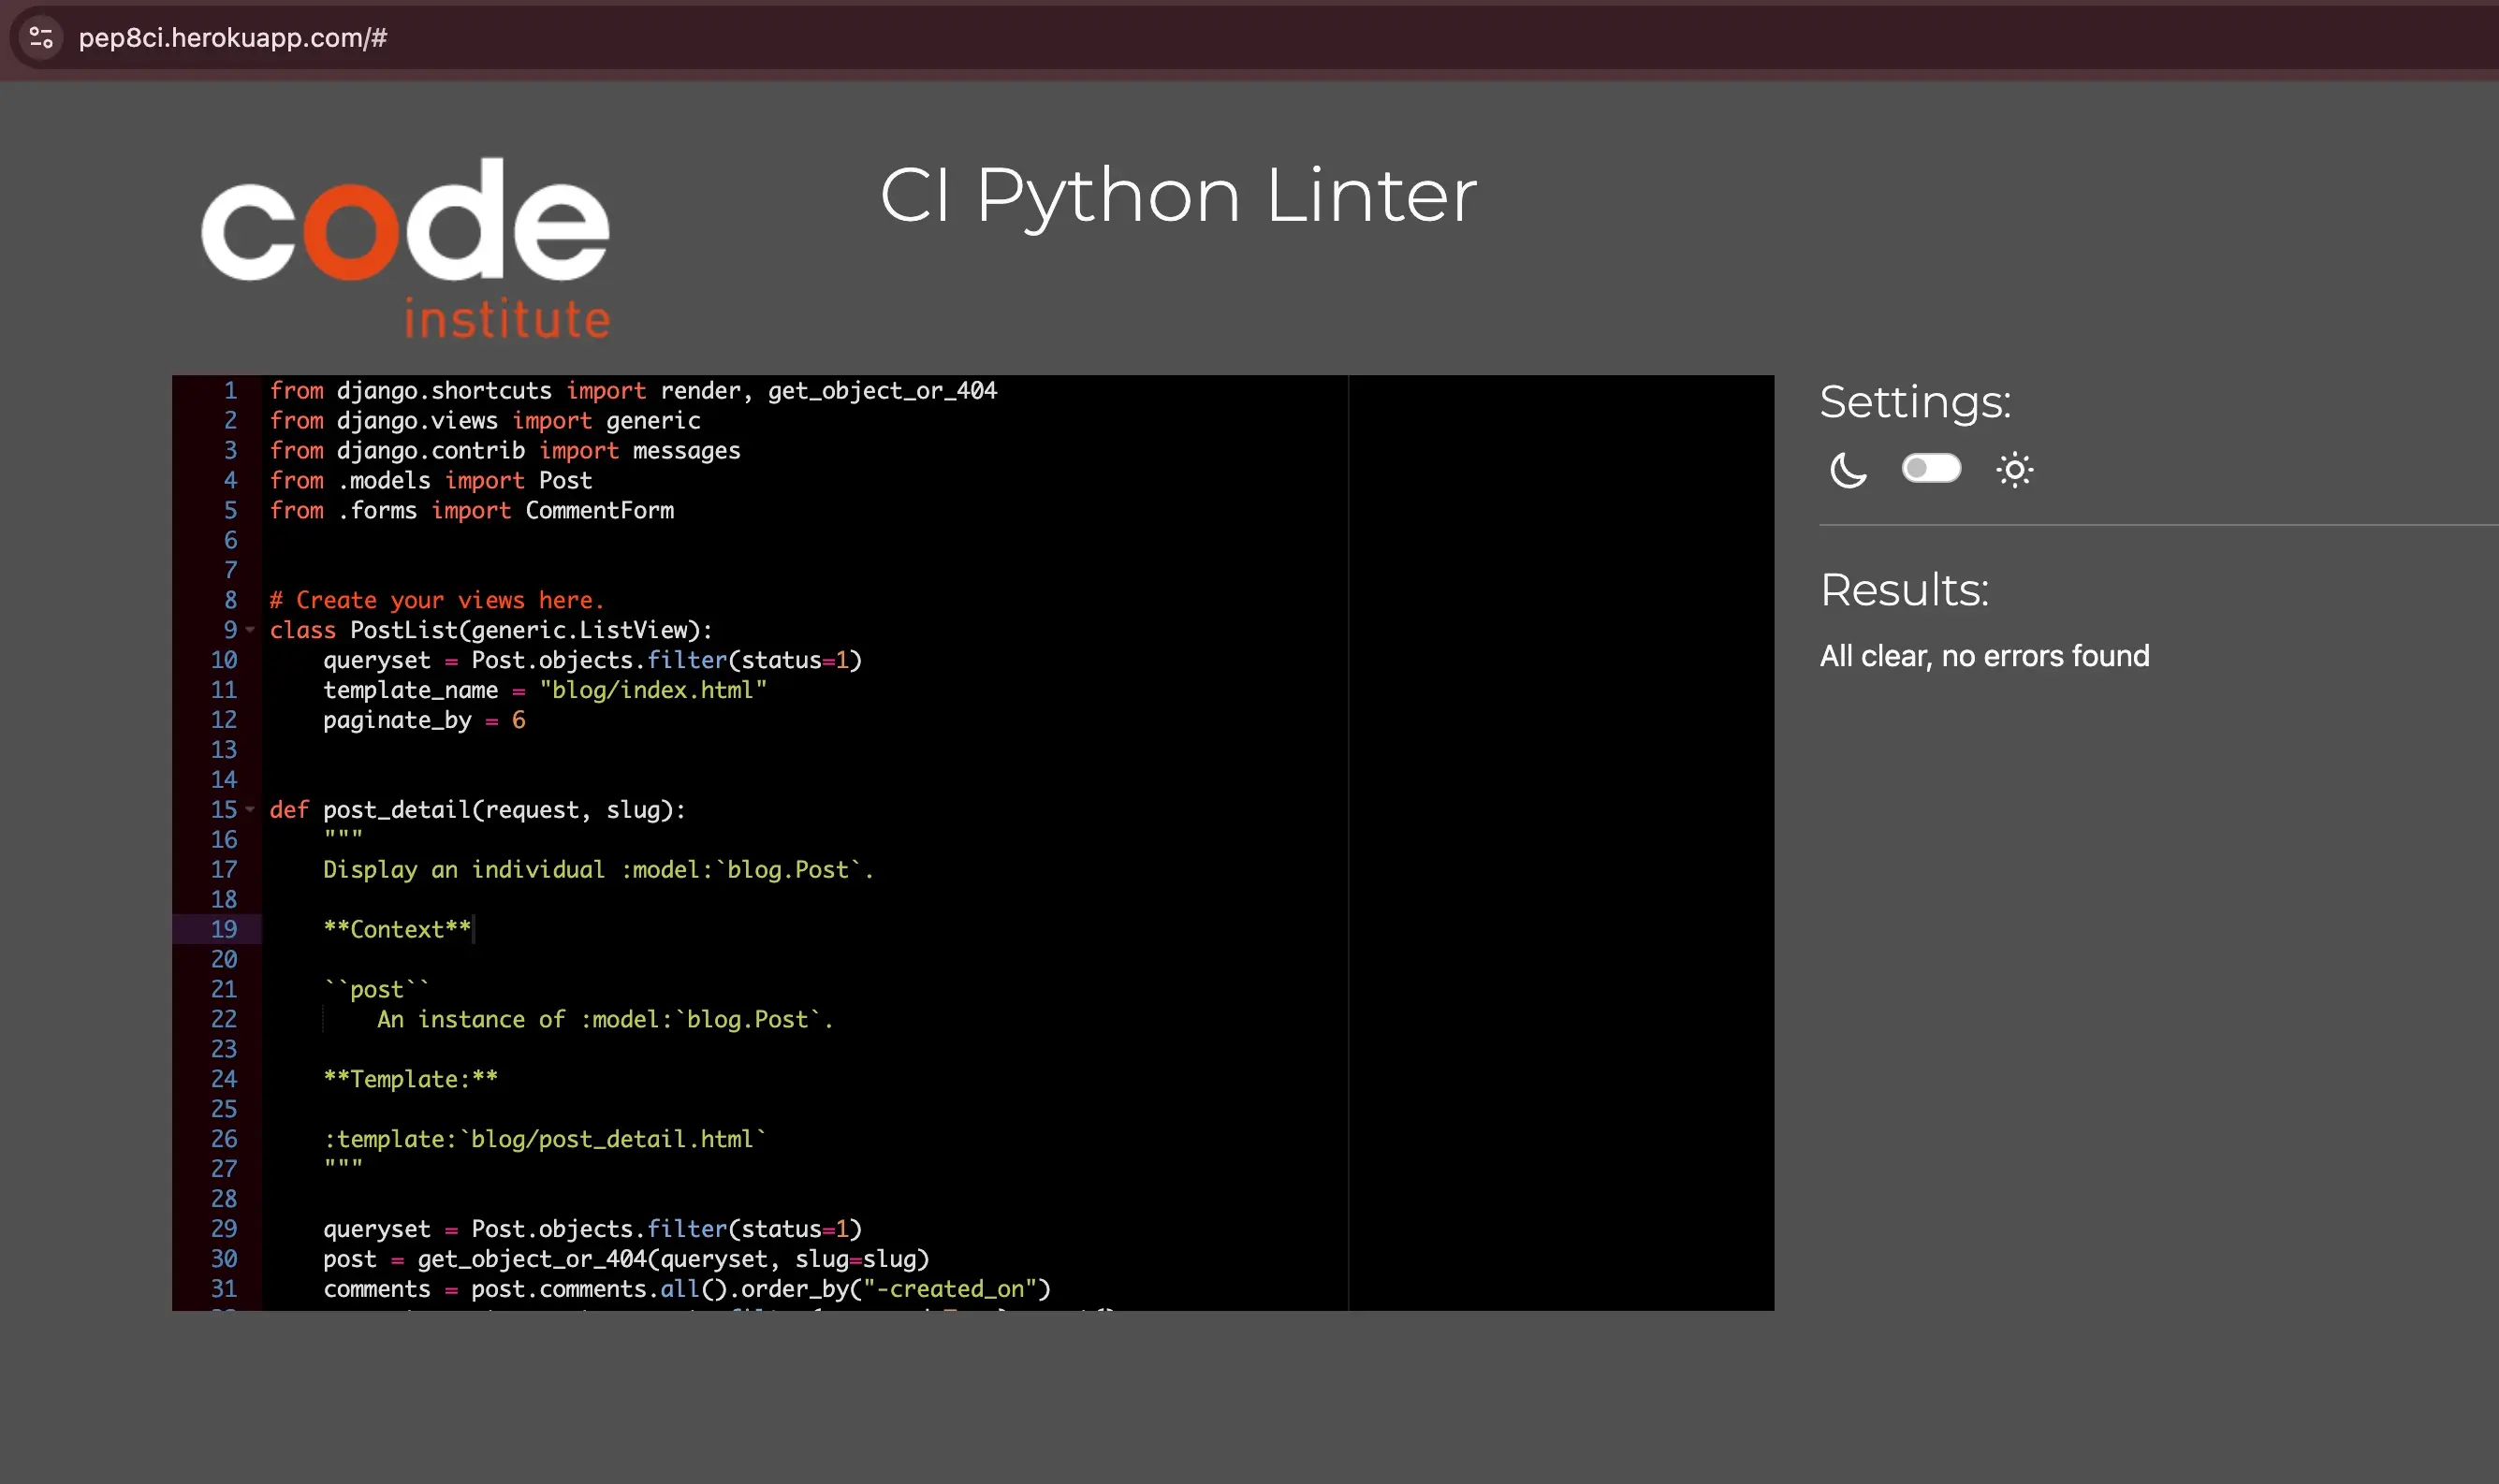 pep8ci.herokuapp.com/#
code
institute
CI Python Linter
1 from django.shortcuts import render, get_object_or_404
2 from django.views import generic
3 from django.contrib import messages
4 from .models import Post
5 from .forms import CommentForm
6
7
8 # Create your views here.
9 class PostList(generic.ListView):
10     queryset = Post.objects.filter(status=1)
11     template_name = "blog/index.html"
12     paginate_by = 6
13
14
15 def post_detail(request, slug):
16     """
17     Display an individual :model:`blog.Post`.
18
19     **Context**
20
21     ``post``
22         An instance of :model:`blog.Post`.
23
24     **Template:**
25
26     :template:`blog/post_detail.html`
27     """
28
29     queryset = Post.objects.filter(status=1)
30     post = get_object_or_404(queryset, slug=slug)
31     comments = post.comments.all().order_by("-created_on")
Settings:
Results:
All clear, no errors found